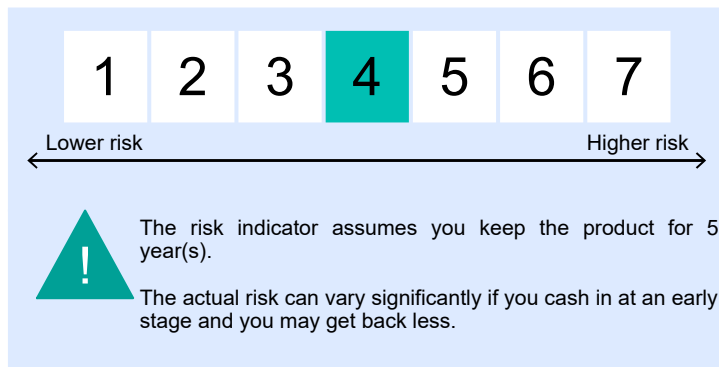 1 2 3 4 5 6 7
Lower risk Higher risk
!
The risk indicator assumes you keep the product for 5
year(s).
The actual risk can vary significantly if you cash in at an early
stage and you may get back less.